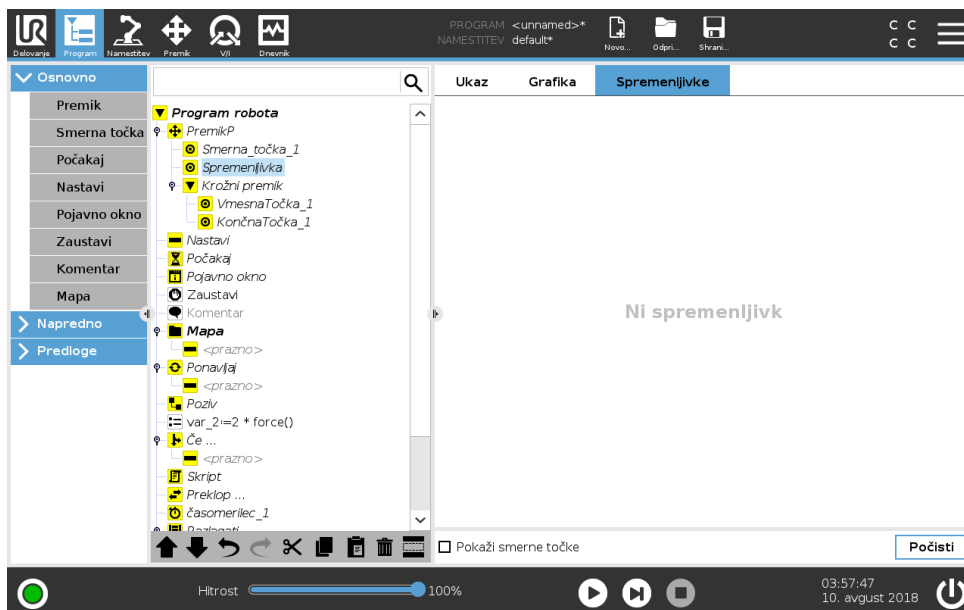 PROGRAM <unnamed>*
NAMESTITEV default*
Delovanje Program Namestitev Premik V/I Dnevnik Novo... Odpri... Shrani...
C C
C C
Osnovno
Premik
Smerna točka
Počakaj
Nastavi
Pojavno okno
Zaustavi
Komentar
Mapa
Napredno
Predloge
Program robota
PremikP
Smerna_točka_1
Spremenljivka
Krožni premik
VmesnaTočka_1
KončnaTočka_1
Nastavi
Počakaj
Pojavno okno
Zaustavi
Komentar
Mapa
<prazno>
Ponavljaj
<prazno>
Poziv
var_2:=2 * force()
Če ...
<prazno>
Skript
Preklop ...
časomerilec_1
Ukaz Grafika Spremenljivke
Ni spremenljivk
Pokaži smerne točke
Počisti
Hitrost 100%
03:57:47
10. avgust 2018